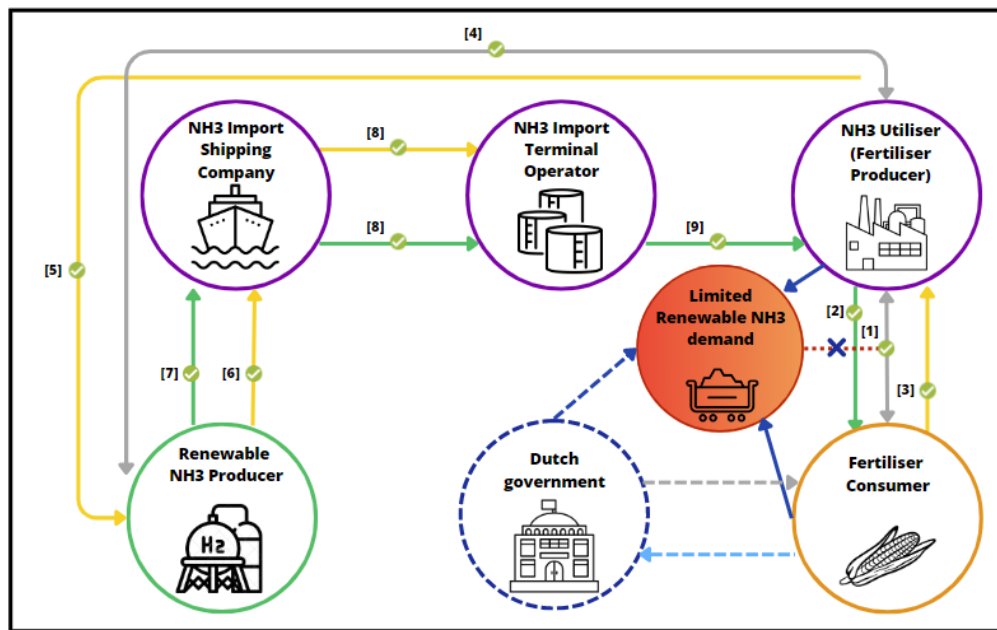 [4]
NH3 Import
Shipping
Company
[8]
NH3 Import
Terminal
Operator
NH3 Utiliser
(Fertiliser
Producer)
[8]
[9]
[5]
Limited
Renewable NH3
demand
[2]
[1]
[7]
[6]
[3]
Renewable
NH3 Producer
H2
Dutch
government
Fertiliser
Consumer